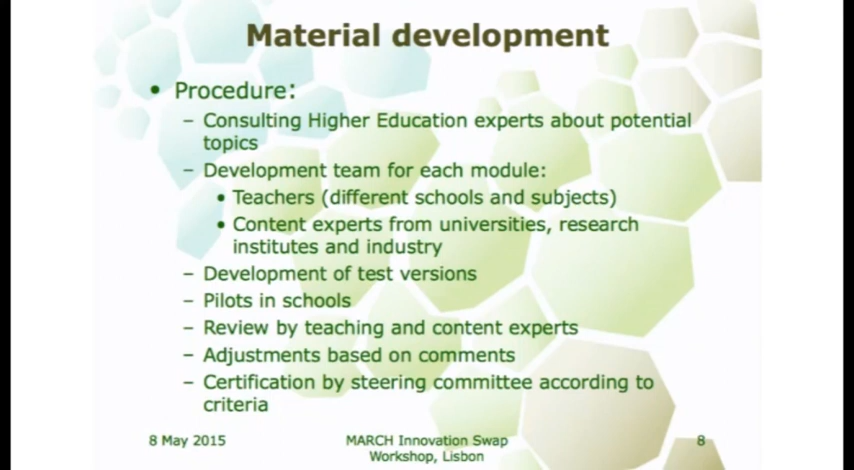 Material development
• Procedure:
– Consulting Higher Education experts about potential
topics
– Development team for each module:
• Teachers (different schools and subjects)
• Content experts from universities, research
institutes and industry
– Development of test versions
– Pilots in schools
– Review by teaching and content experts
– Adjustments based on comments
– Certification by steering committee according to
criteria
8 May 2015
MARCH Innovation Swap
Workshop, Lisbon
8